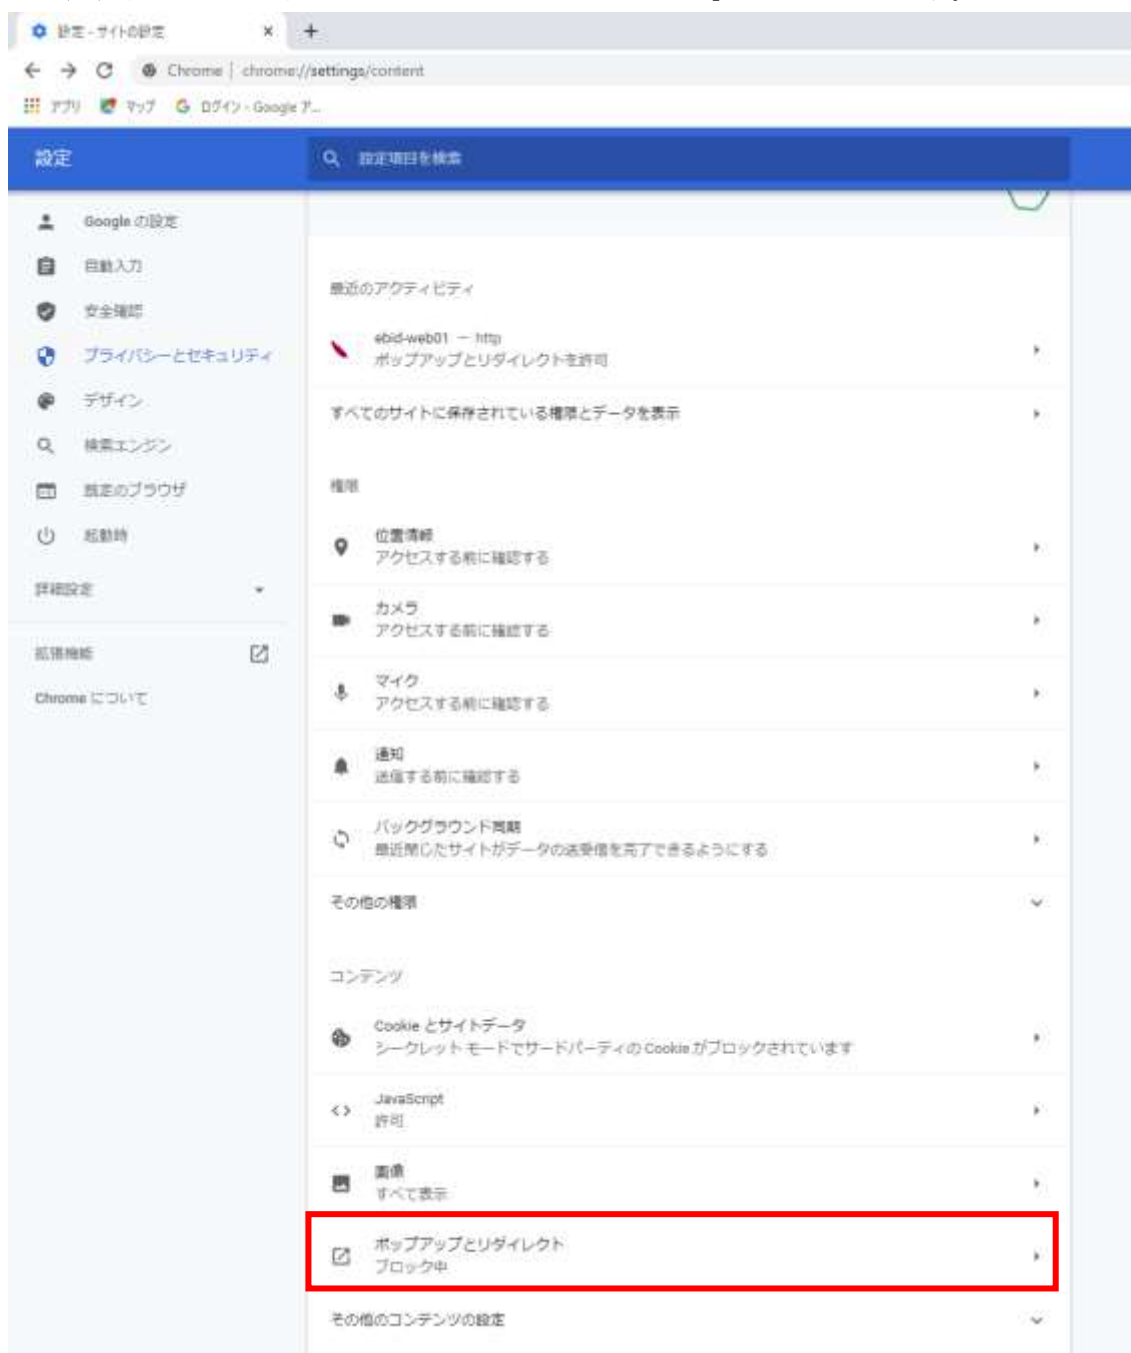 設定 - サイトの設定
Chrome | chrome://settings/content
アプリ マップ ログイン - Google ア...
設定
設定項目を検索
Google の設定
自動入力
安全確認
プライバシーとセキュリティ
デザイン
検索エンジン
既定のブラウザ
起動時
詳細設定
拡張機能
Chrome について
最近のアクティビティ
ebid-web01 — http
ポップアップとリダイレクトを許可
すべてのサイトに保存されている権限とデータを表示
権限
位置情報
アクセスする前に確認する
カメラ
アクセスする前に確認する
マイク
アクセスする前に確認する
通知
送信する前に確認する
バックグラウンド同期
最近閉じたサイトがデータの送受信を完了できるようにする
その他の権限
コンテンツ
Cookie とサイトデータ
シークレット モードでサードパーティの Cookie がブロックされています
JavaScript
許可
画像
すべて表示
ポップアップとリダイレクト
ブロック中
その他のコンテンツの設定